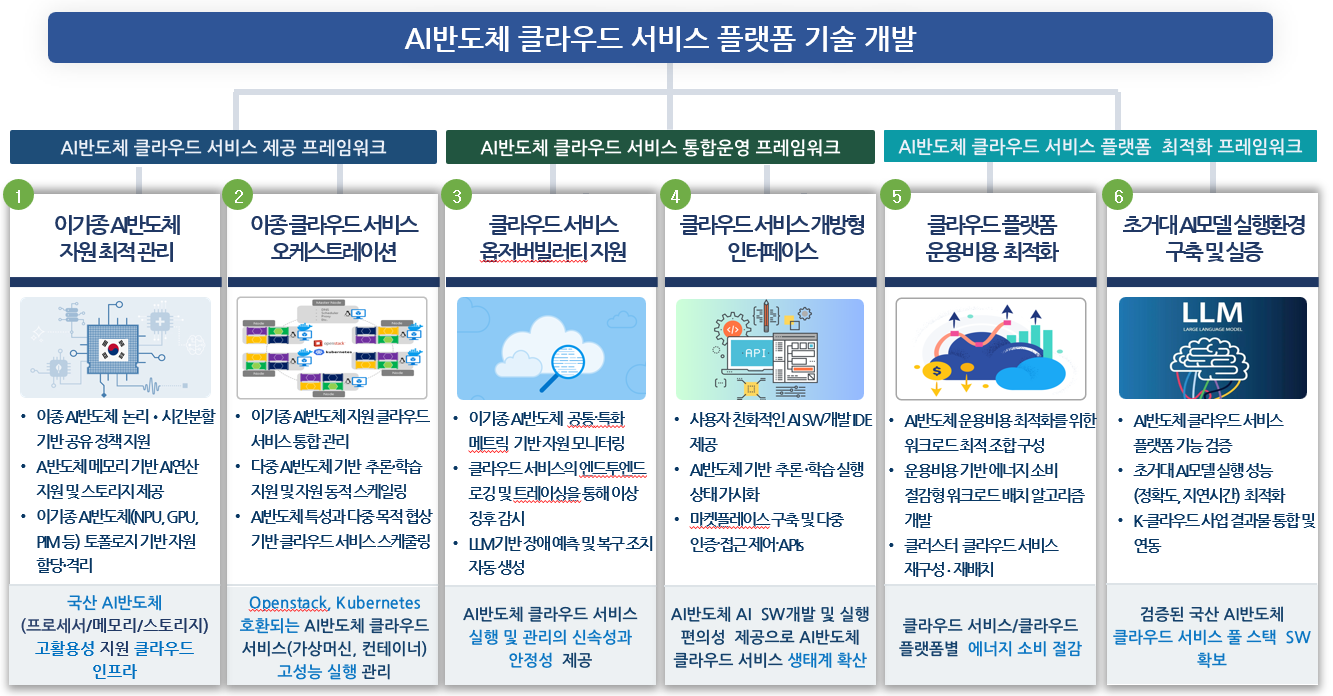 AI반도체 클라우드 서비스 플랫폼 기술 개발
AI반도체 클라우드 서비스 제공 프레임워크
AI반도체 클라우드 서비스 통합운영 프레임워크
AI반도체 클라우드 서비스 플랫폼 최적화 프레임워크
1
이기종 AI반도체
자원 최적 관리
• 이종 AI반도체 논리·시간분할
기반 공유 정책 지원
• AI반도체 메모리 기반 AI연산
지원 및 스토리지 제공
• 이기종 AI반도체(NPU, GPU,
PIM 등) 토폴로지 기반 자원
할당·격리
국산 AI반도체
(프로세서/메모리/스토리지)
고활용성 지원 클라우드
인프라
2
이종 클라우드 서비스
오케스트레이션
openstack
kubernetes
• 이기종 AI반도체 지원 클라우드
서비스 통합 관리
• 다중 AI반도체 기반 추론·학습
지원 및 자원 동적 스케일링
• AI반도체 특성과 다중 목적 협상
기반 클라우드 서비스 스케줄링
Openstack, Kubernetes
호환되는 AI반도체 클라우드
서비스(가상머신, 컨테이너)
고성능 실행 관리
3
클라우드 서비스
옵저버빌러티 지원
• 이기종 AI반도체 공통·특화
메트릭 기반 자원 모니터링
• 클라우드 서비스의 엔드투엔드
로깅 및 트레이싱을 통해 이상
징후 감시
• LLM기반 장애 예측 및 복구 조치
자동 생성
AI반도체 클라우드 서비스
실행 및 관리의 신속성과
안정성 제공
4
클라우드 서비스 개방형
인터페이스
</>
API
• 사용자 친화적인 AI SW개발 IDE
제공
• AI반도체 기반 추론·학습 실행
상태 가시화
• 마켓플레이스 구축 및 다중
인증·접근 제어·APIs
AI반도체 AI SW개발 및 실행
편의성 제공으로 AI반도체
클라우드 서비스 생태계 확산
5
클라우드 플랫폼
운용비용 최적화
$
• AI반도체 운용비용 최적화를 위한
워크로드 최적 조합 구성
• 운용비용 기반 에너지 소비
절감형 워크로드 배치 알고리즘
개발
• 클러스터 클라우드 서비스
재구성·재배치
클라우드 서비스/클라우드
플랫폼별 에너지 소비 절감
6
초거대 AI모델 실행환경
구축 및 실증
LLM
LARGE LANGUAGE MODEL
• AI반도체 클라우드 서비스
플랫폼 기능 검증
• 초거대 AI모델 실행 성능
(정확도, 지연시간) 최적화
• K-클라우드 사업 결과물 통합 및
연동
검증된 국산 AI반도체
클라우드 서비스 풀 스택 SW
확보